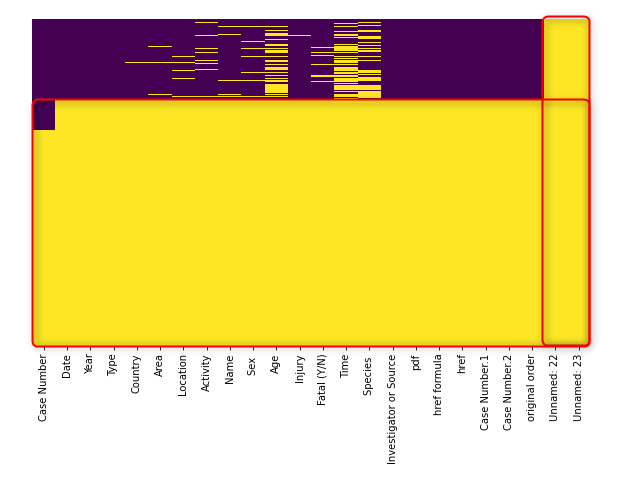 Case Number
Date
Year
Type
Country
Area
Location
Activity
Name
Sex
Age
Injury
Fatal (Y/N)
Time
Species
Investigator or Source
pdf
href formula
href
Case Number.1
Case Number.2
original order
Unnamed: 22
Unnamed: 23